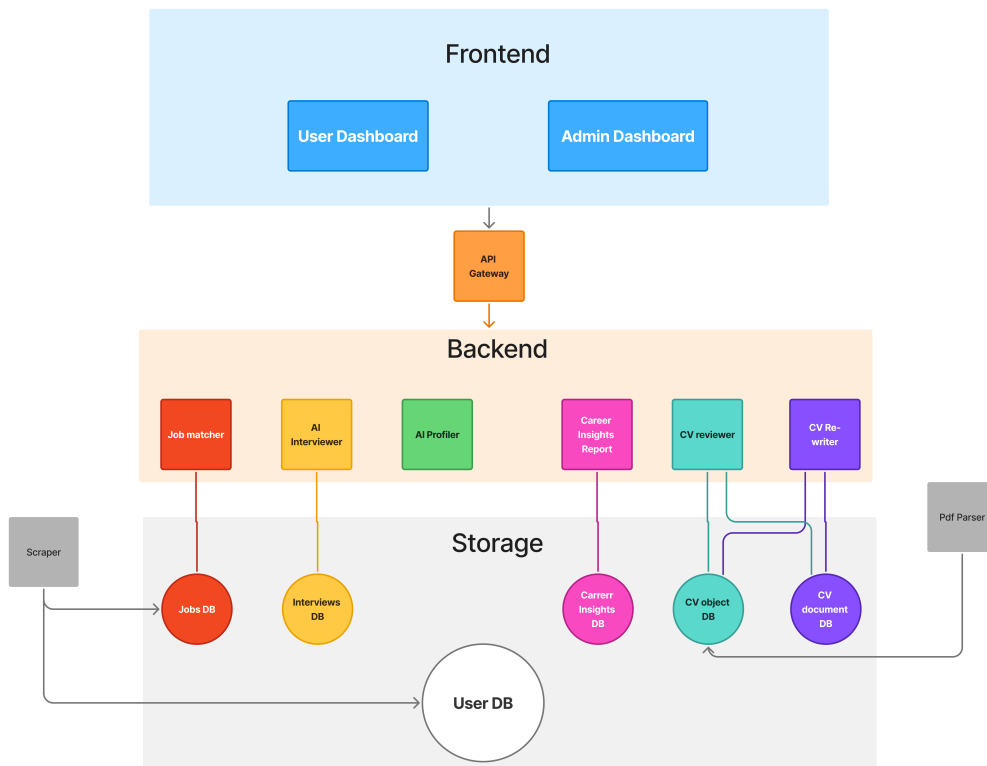 Frontend
User Dashboard
Admin Dashboard
API
Gateway
Backend
Job matcher
AI
Interviewer
AI Profiler
Career
Insights
Report
CV reviewer
CV Re-
writer
Pdf Parser
Scraper
Storage
Jobs DB
Interviews
DB
Carrerr
Insights
DB
CV object
DB
CV
document
DB
User DB